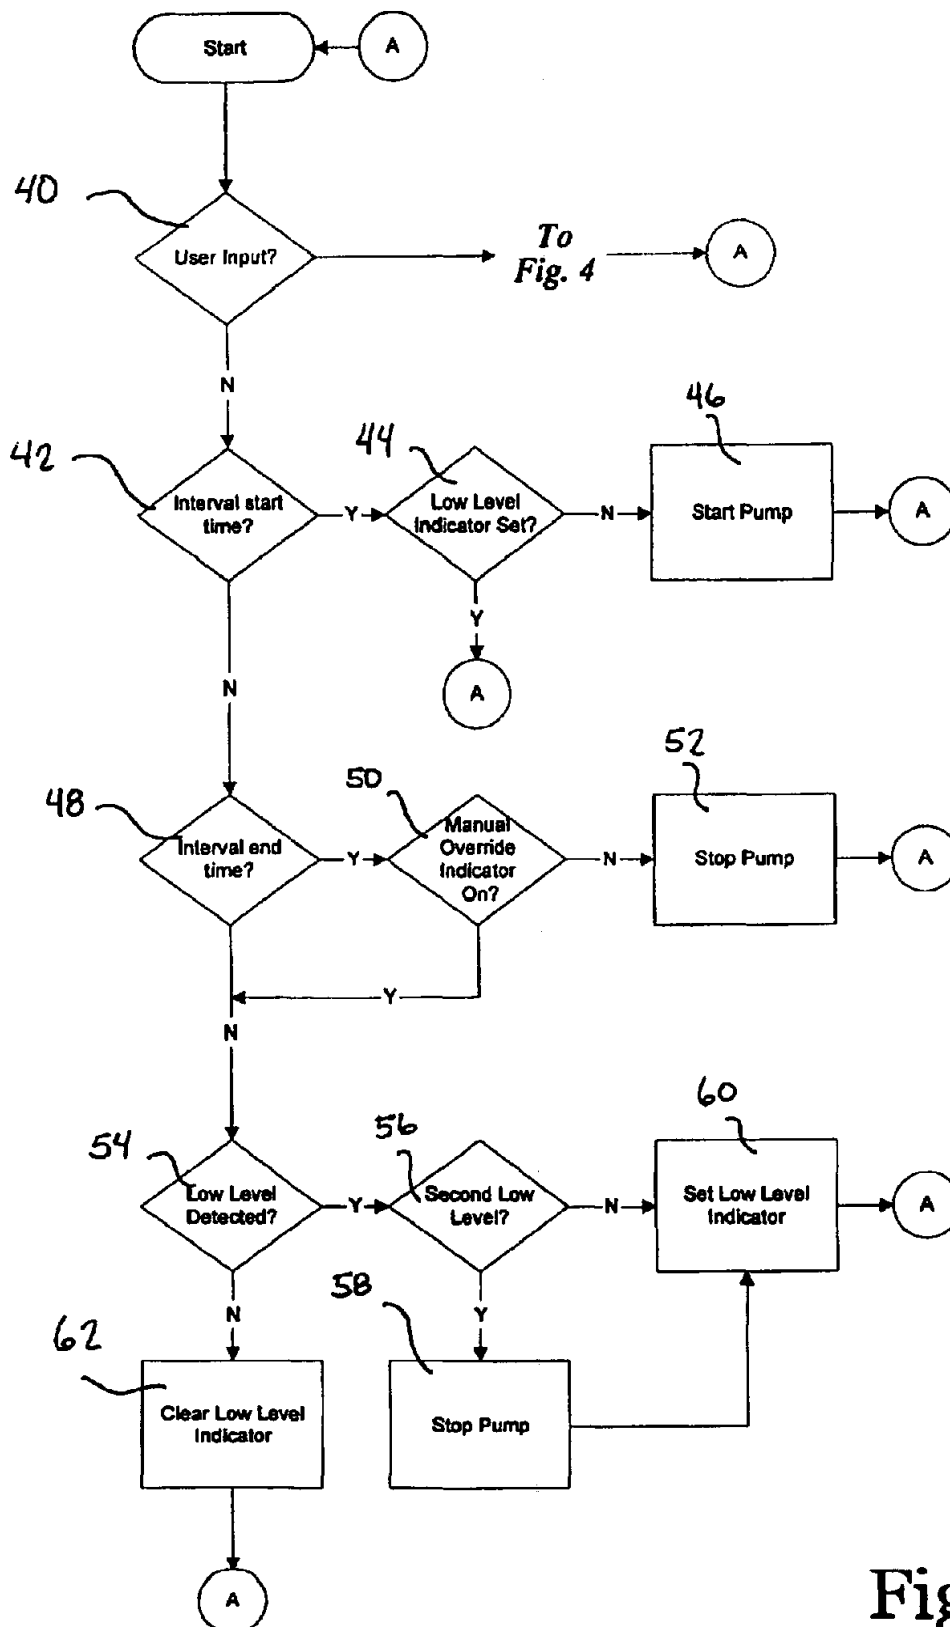 Start
A
40
User Input?
To
Fig. 4
A
N
42
Interval start
time?
Y
44
Low Level
Indicator Set?
N
46
Start Pump
A
Y
A
N
48
Interval end
time?
Y
50
Manual
Override
Indicator
On?
N
52
Stop Pump
A
Y
N
54
Low Level
Detected?
Y
56
Second Low
Level?
N
60
Set Low Level
Indicator
A
N
Y
62
Clear Low Level
Indicator
58
Stop Pump
A
Fig